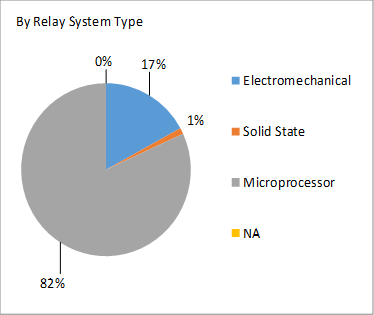 By Relay System Type
0%
17%
1%
82%
Electromechanical
Solid State
Microprocessor
NA